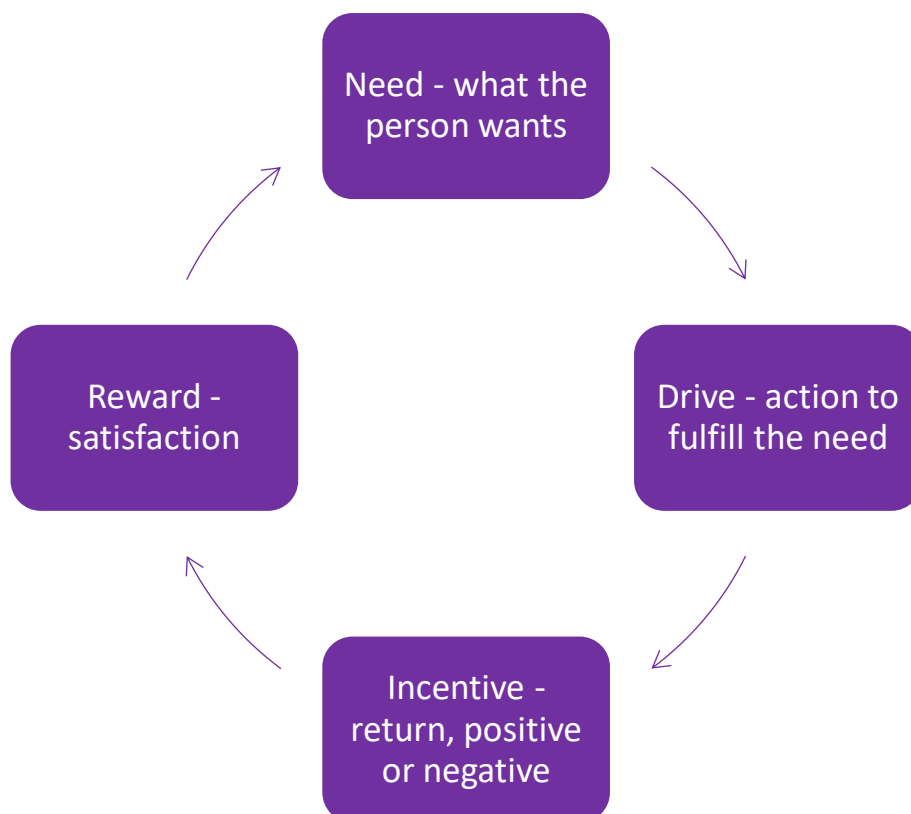 Need - what the
person wants
Drive - action to
fulfill the need
Incentive -
return, positive
or negative
Reward -
satisfaction